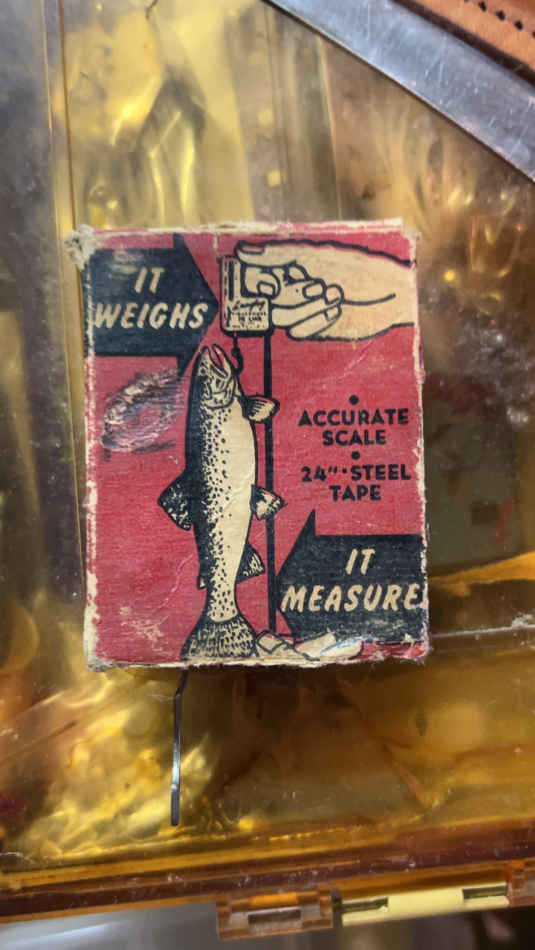 IT
WEIGHS
ACCURATE
SCALE
24"·STEEL
TAPE
IT
MEASURE